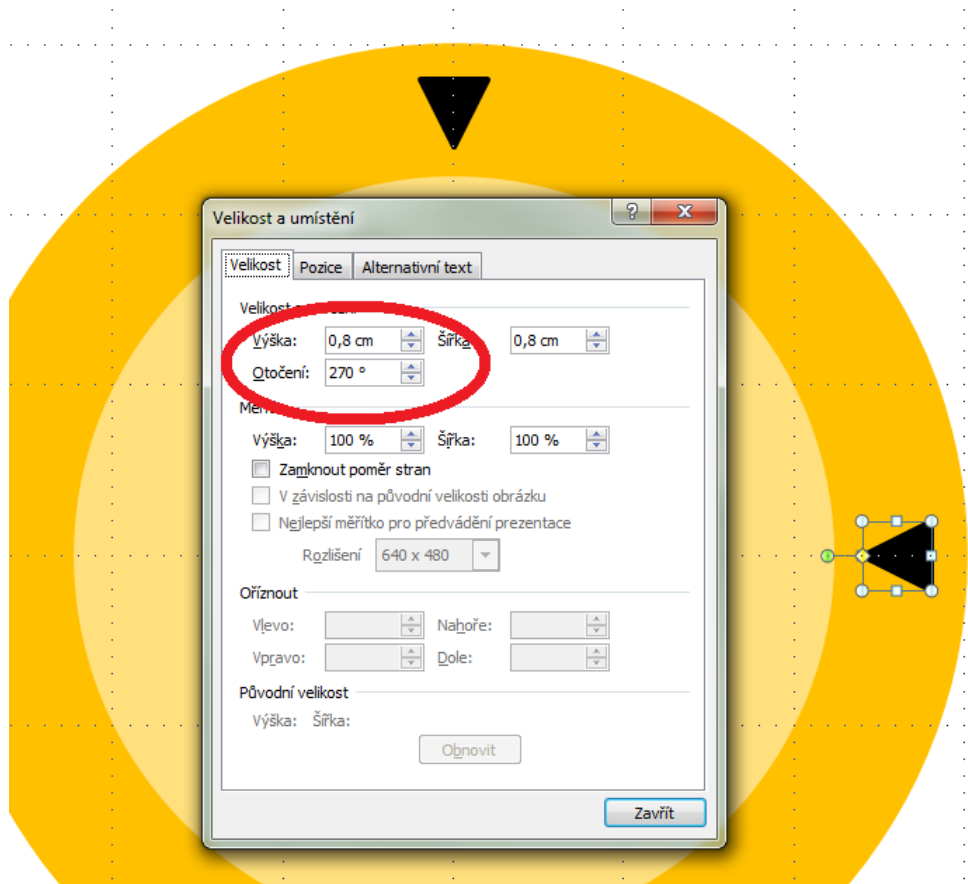 Velikost a umístění
Velikost Pozice Alternativní text
Velikost
Výška: 0,8 cm Šířka 0,8 cm
Otočení: 270 °
Výška: 100 % Šířka: 100 %
Zamknout poměr stran
V závislosti na původní velikosti obrázku
Nejlepší měřítko pro předvádění prezentace
Rozlišení 640 x 480
Oříznout
Vlevo: Nahoře:
Vpravo: Dole:
Původní velikost
Výška: Šířka:
Obnovit
Zavřít